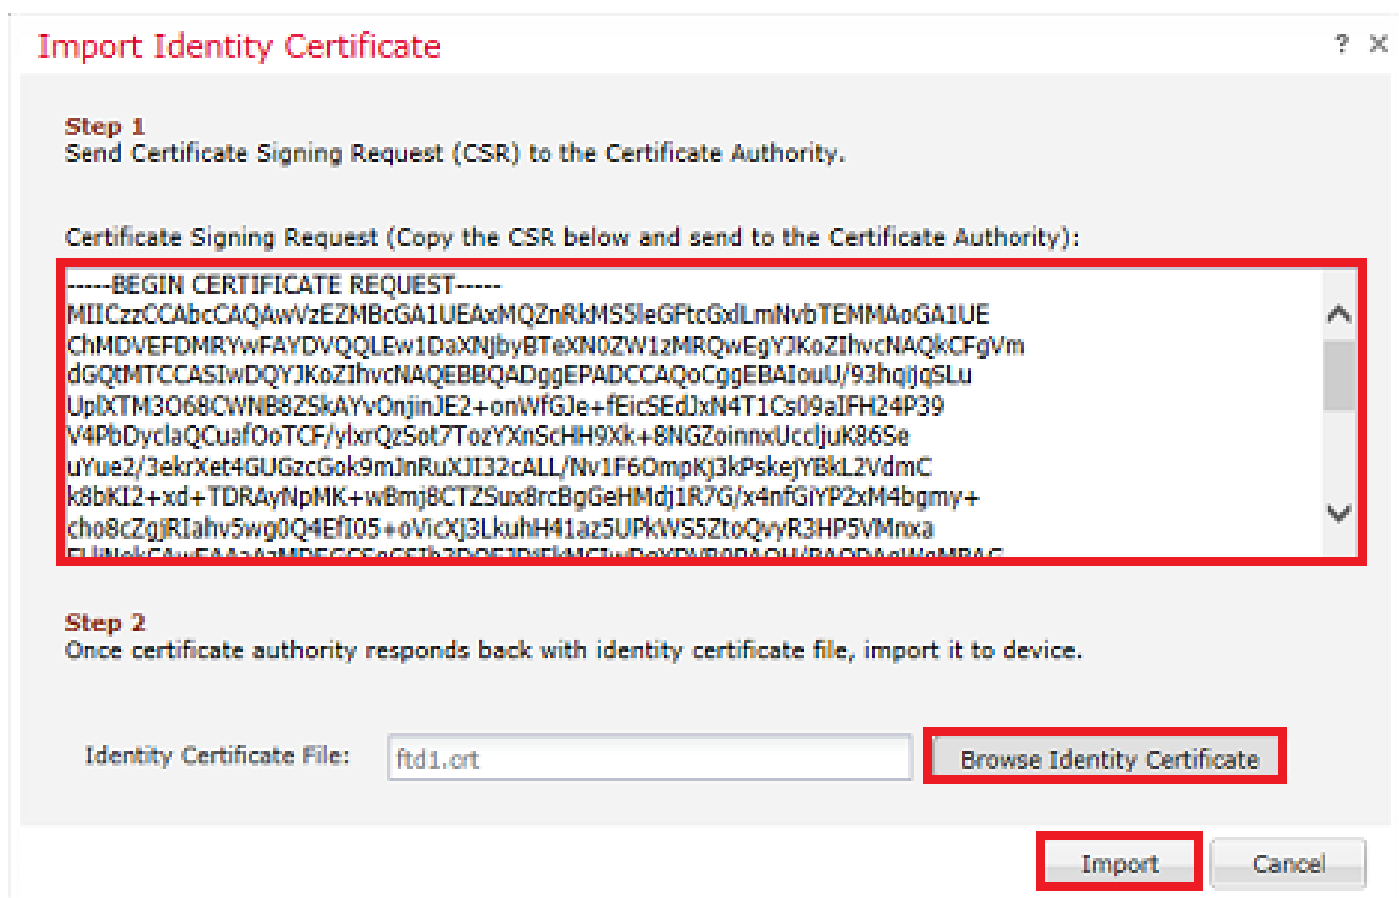 Import Identity Certificate
? ×
Step 1
Send Certificate Signing Request (CSR) to the Certificate Authority.
Certificate Signing Request (Copy the CSR below and send to the Certificate Authority):
-----BEGIN CERTIFICATE REQUEST-----
MIICzzCCAbcCAQAwVzEZMBcGA1UEAxMQZnRkMS5leGFtcGxlLmNvbTEMMAoGA1UE
ChMDVEFDMRYwFAYDVQQLEw1DaXNjbyBTeXN0ZW1zMRQwEgYJKoZIhvcNAQkCFgVm
dGQtMTCCASIwDQYJKoZIhvcNAQEBBQADggEPADCCAQoCggEBAIouU/93hqijqSLu
UplXTM3O68CWNB8ZSkAYvOnjinJE2+onWfGJe+fEicSEdJxN4T1Cs09aIFH24P39
V4PbDyclaQCuafOoTCF/ylxrQzSot7TozYXnScHH9Xk+8NGZoinnxUccljuK86Se
uYue2/3ekrXet4GUGzcGok9mJnRuXJI32cALL/Nv1F6OmpKj3kPskejYBkL2VdmC
k8bKI2+xd+TDRAyNpMK+wBmj8CTZSux8rcBgGeHMdj1R7G/x4nfGiYP2xM4bgmy+
cho8cZgjRIahv5wg0Q4EfI05+oVicXj3LkuhH41az5UPkWS5ZtoQvyR3HP5VMnxa
Step 2
Once certificate authority responds back with identity certificate file, import it to device.
Identity Certificate File: ftd1.crt Browse Identity Certificate
Import Cancel